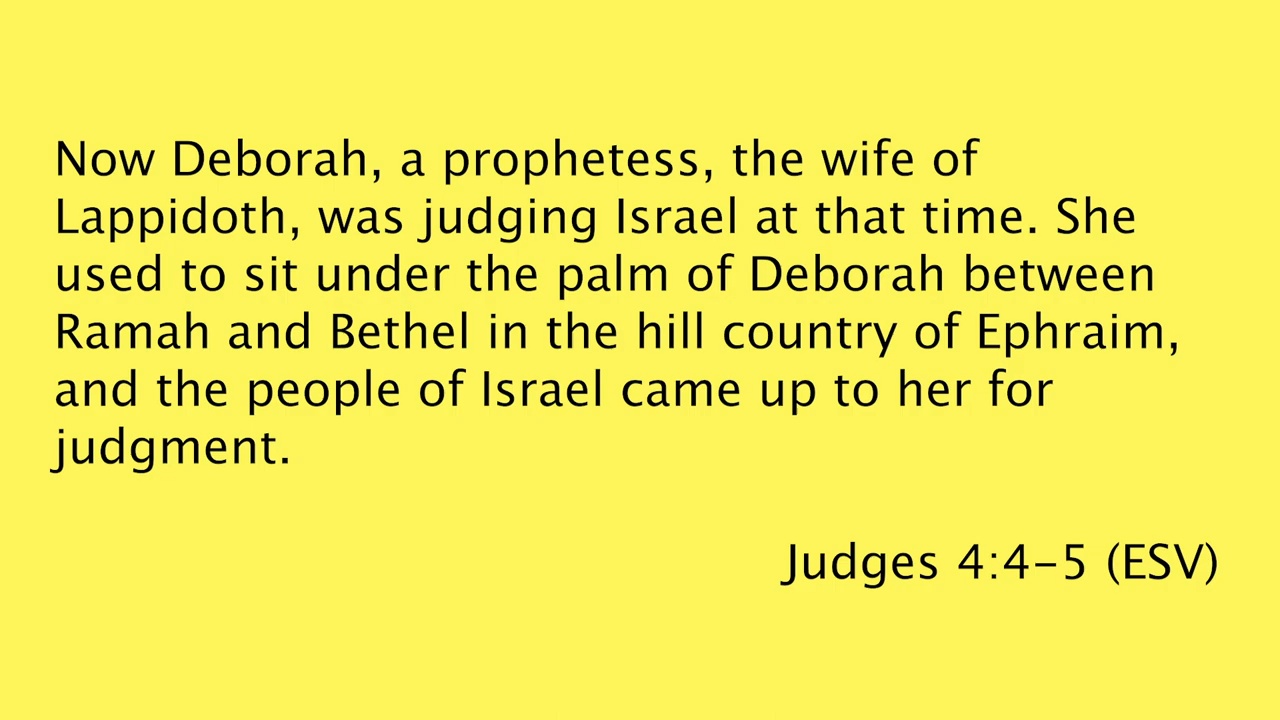 Now Deborah, a prophetess, the wife of
Lappidoth, was judging Israel at that time. She
used to sit under the palm of Deborah between
Ramah and Bethel in the hill country of Ephraim,
and the people of Israel came up to her for
judgment.
Judges 4:4–5 (ESV)